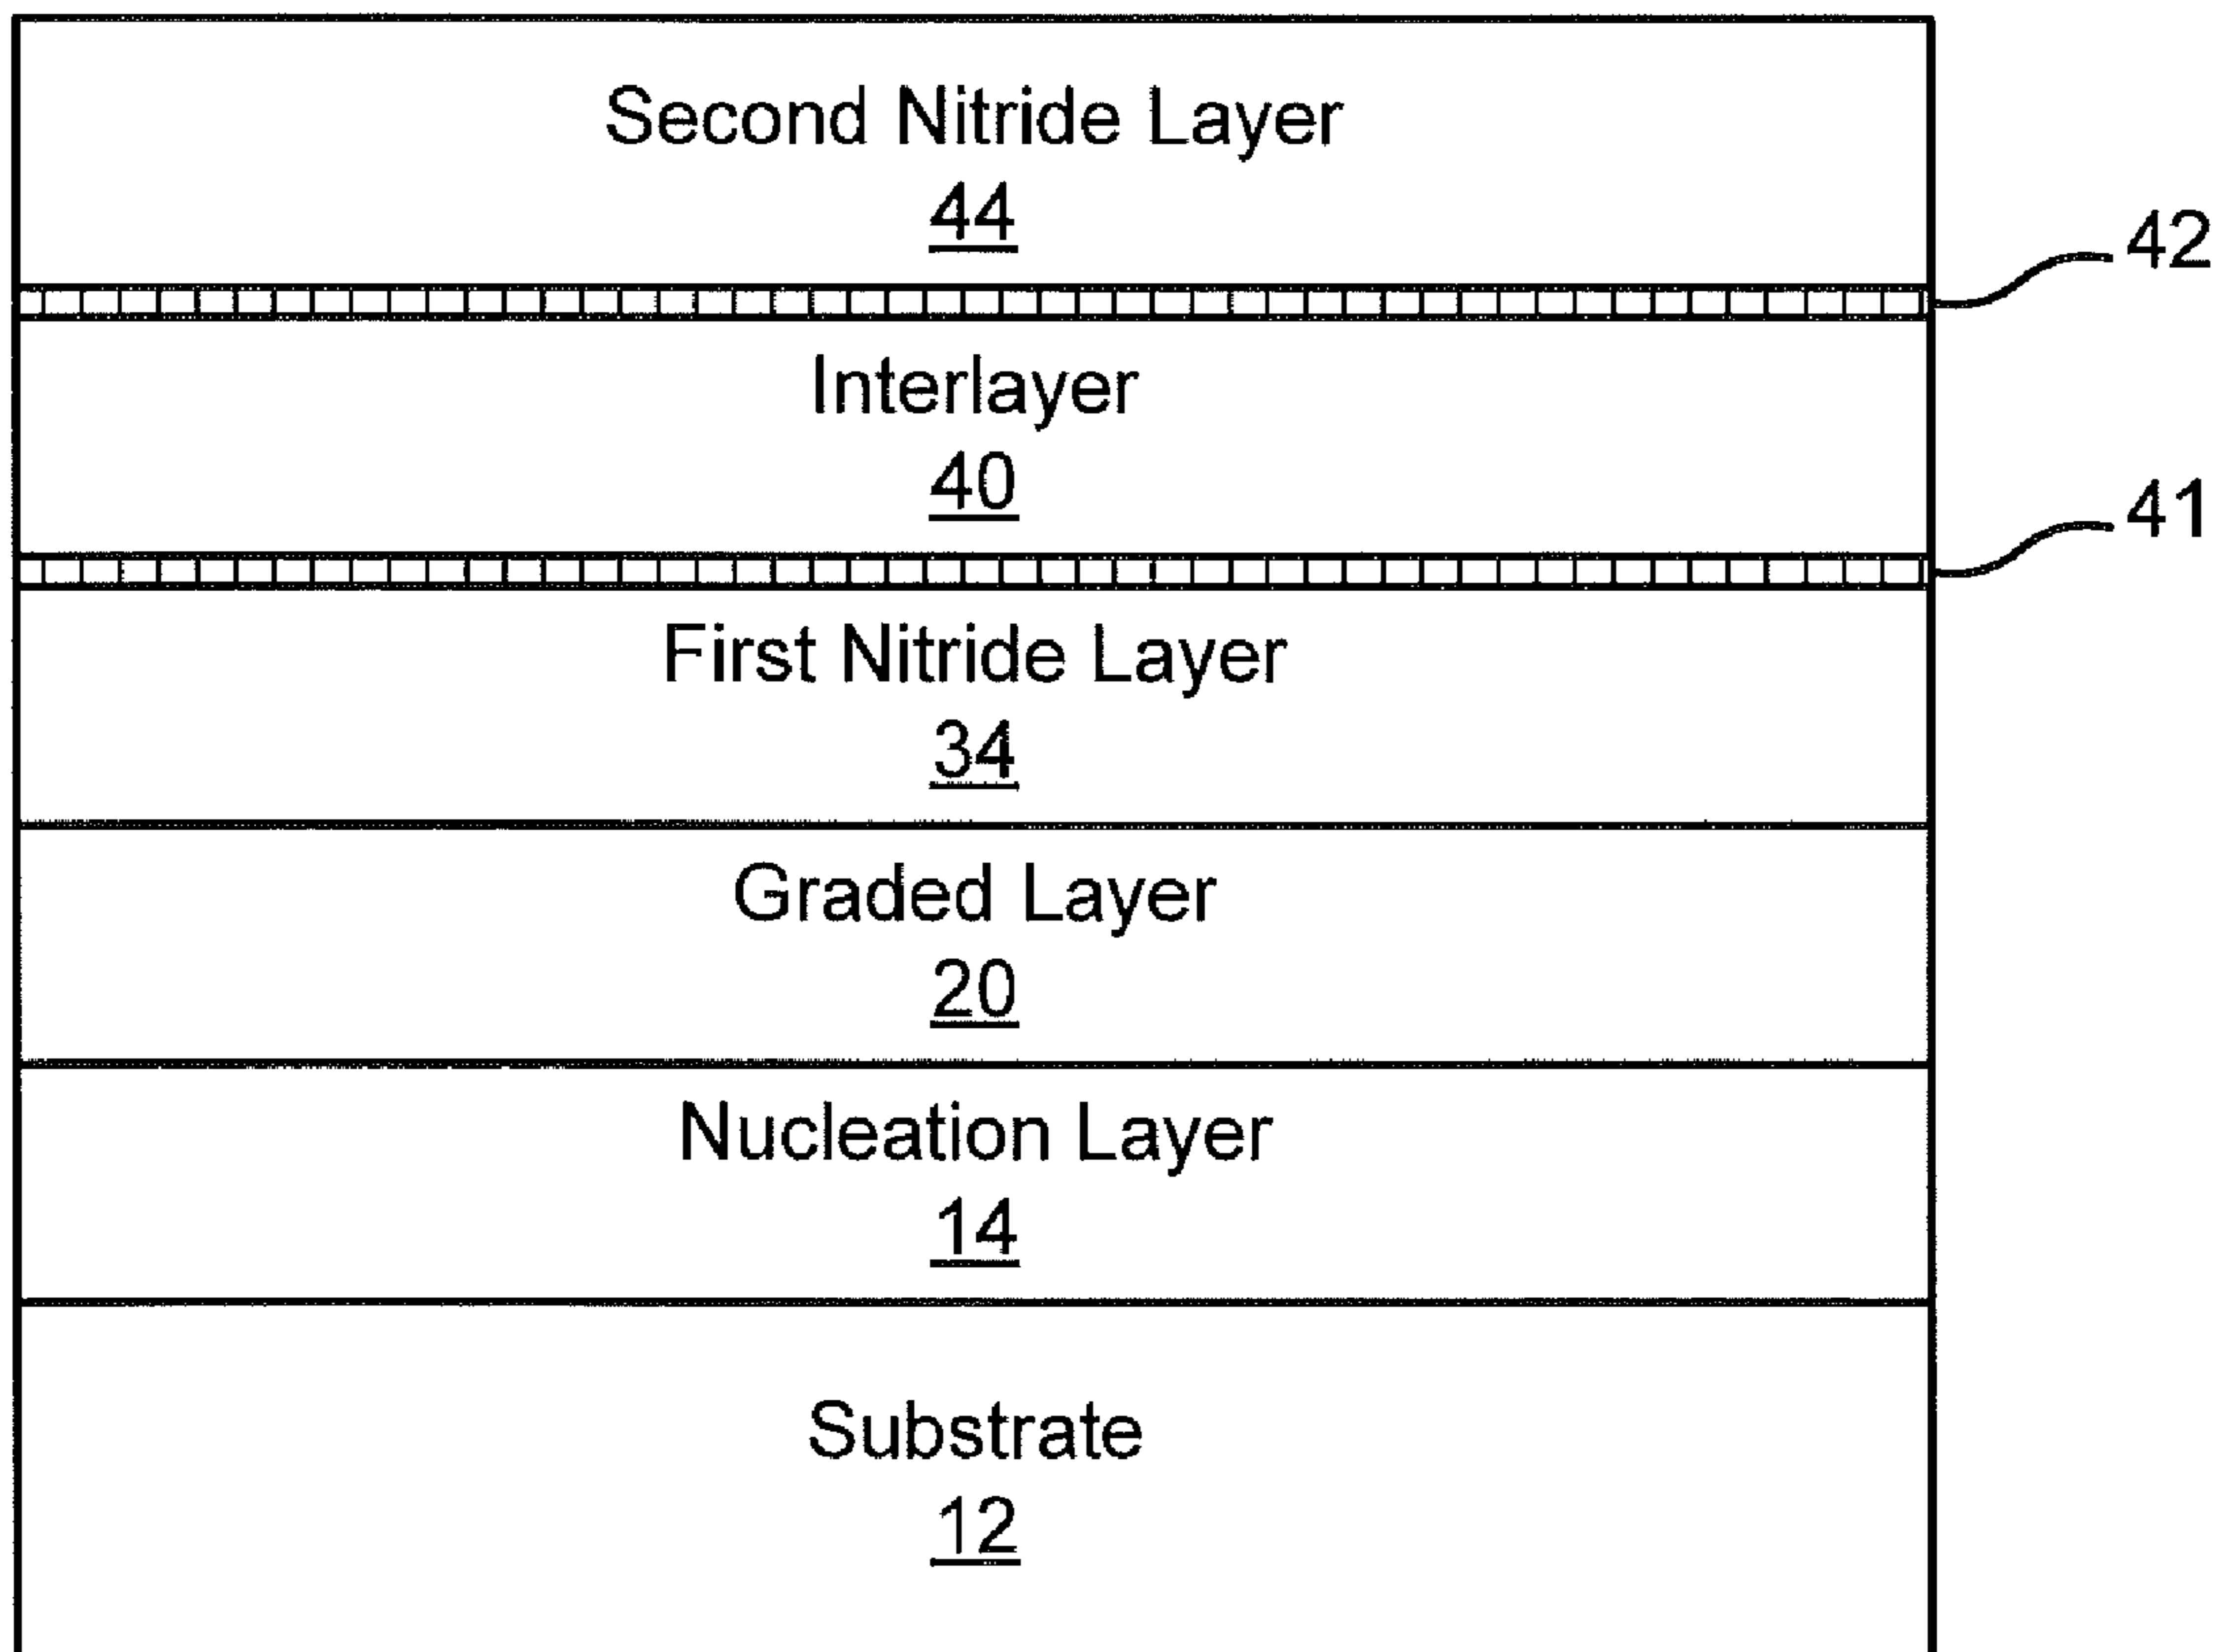 Second Nitride Layer
44
42
Interlayer
40
41
First Nitride Layer
34
Graded Layer
20
Nucleation Layer
14
Substrate
12